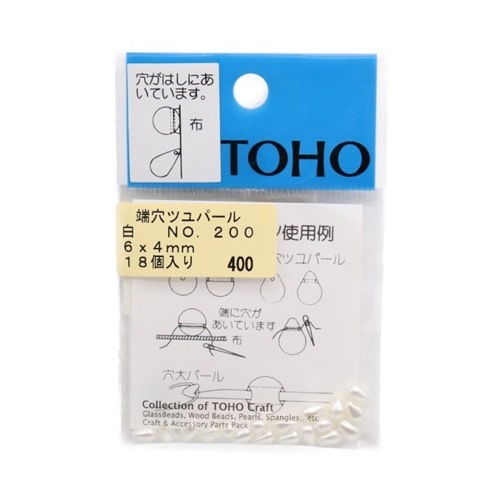 穴がはしにあ
いています。
布
TOHO
端穴ツユパール
白 NO. 200
6x4mm
18個入り 400
使用例
穴ツユパール
端に穴が
あいています
布
穴大パール
Collection of TOHO Craft
GlassBeads, Wood Beads, Pearls, Spangles...etc.
Craft & Accessory Parts Pack